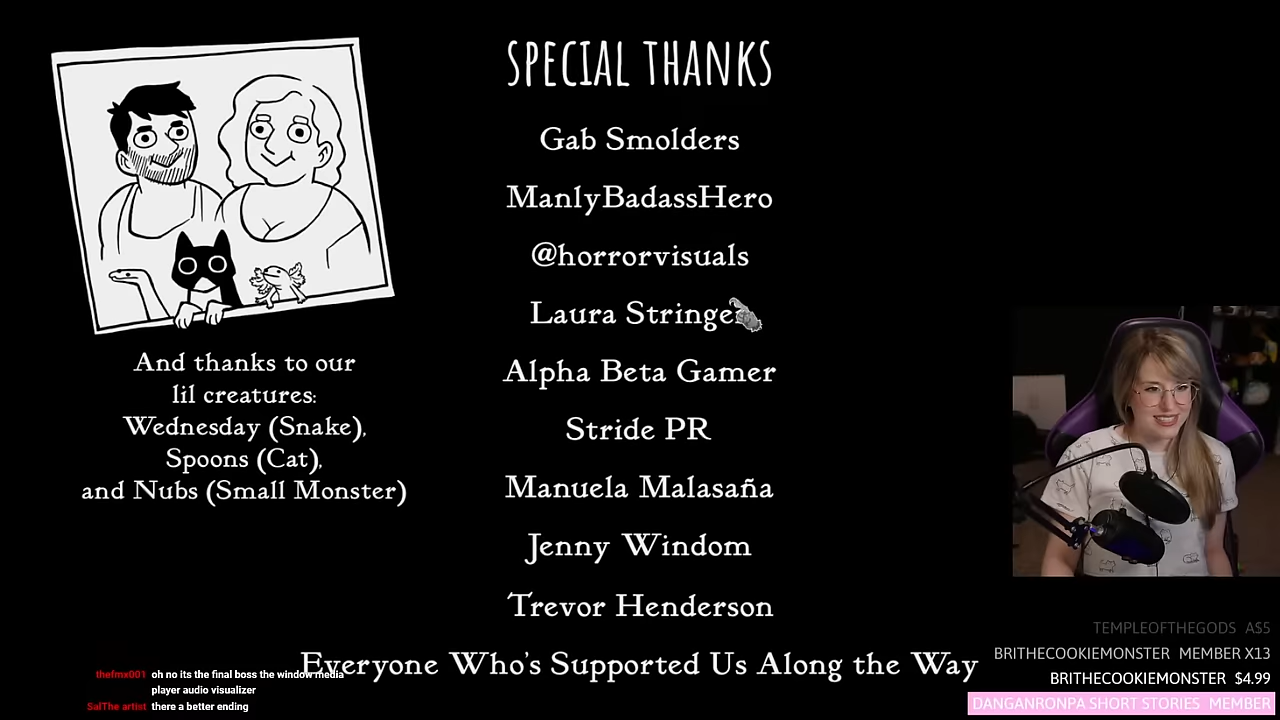 SPECIAL THANKS
Gab Smolders
ManlyBadassHero
@horrorvisuals
Laura Stringer
Alpha Beta Gamer
Stride PR
Manuela Malasaña
Jenny Windom
Trevor Henderson
Everyone Who's Supported Us Along the Way
And thanks to our
lil creatures:
Wednesday (Snake),
Spoons (Cat),
and Nubs (Small Monster)
thefmx001 oh no its the final boss the window media
player audio visualizer
SalThe artist there a better ending
TEMPLEOFTHEGODS A$5
BRITHECOOKIEMONSTER MEMBER X13
BRITHECOOKIEMONSTER $4.99
DANGANRONPA SHORT STORIES MEMBER